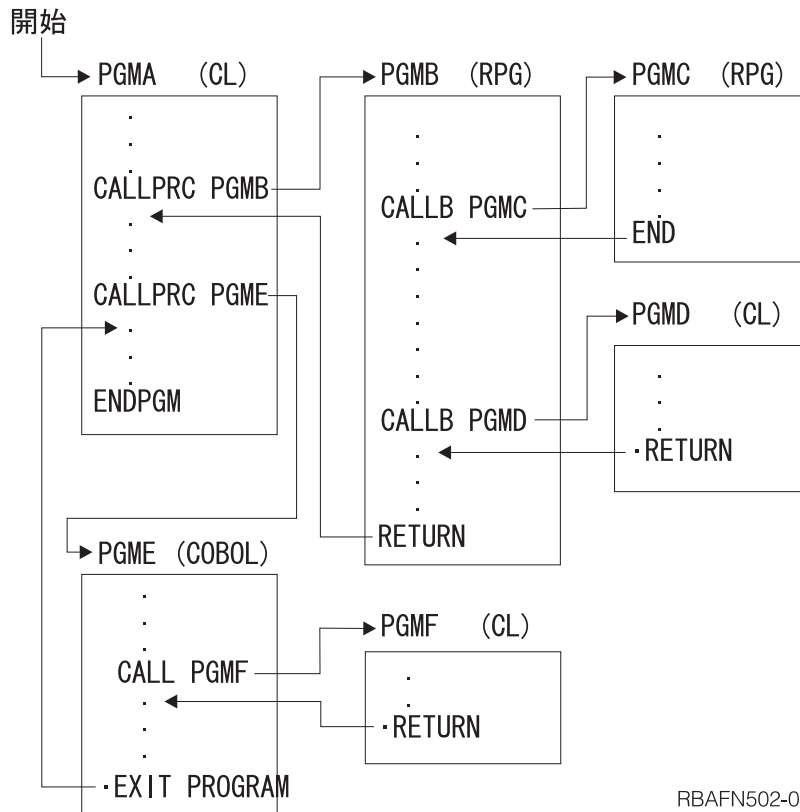 開始
PGMA (CL)
CALLPRC PGMB
CALLPRC PGME
ENDPGM
PGMB (RPG)
CALLB PGMC
CALLB PGMD
RETURN
PGMC (RPG)
END
PGMD (CL)
RETURN
PGME (COBOL)
CALL PGMF
EXIT PROGRAM
PGMF (CL)
RETURN
RBAFN502-0